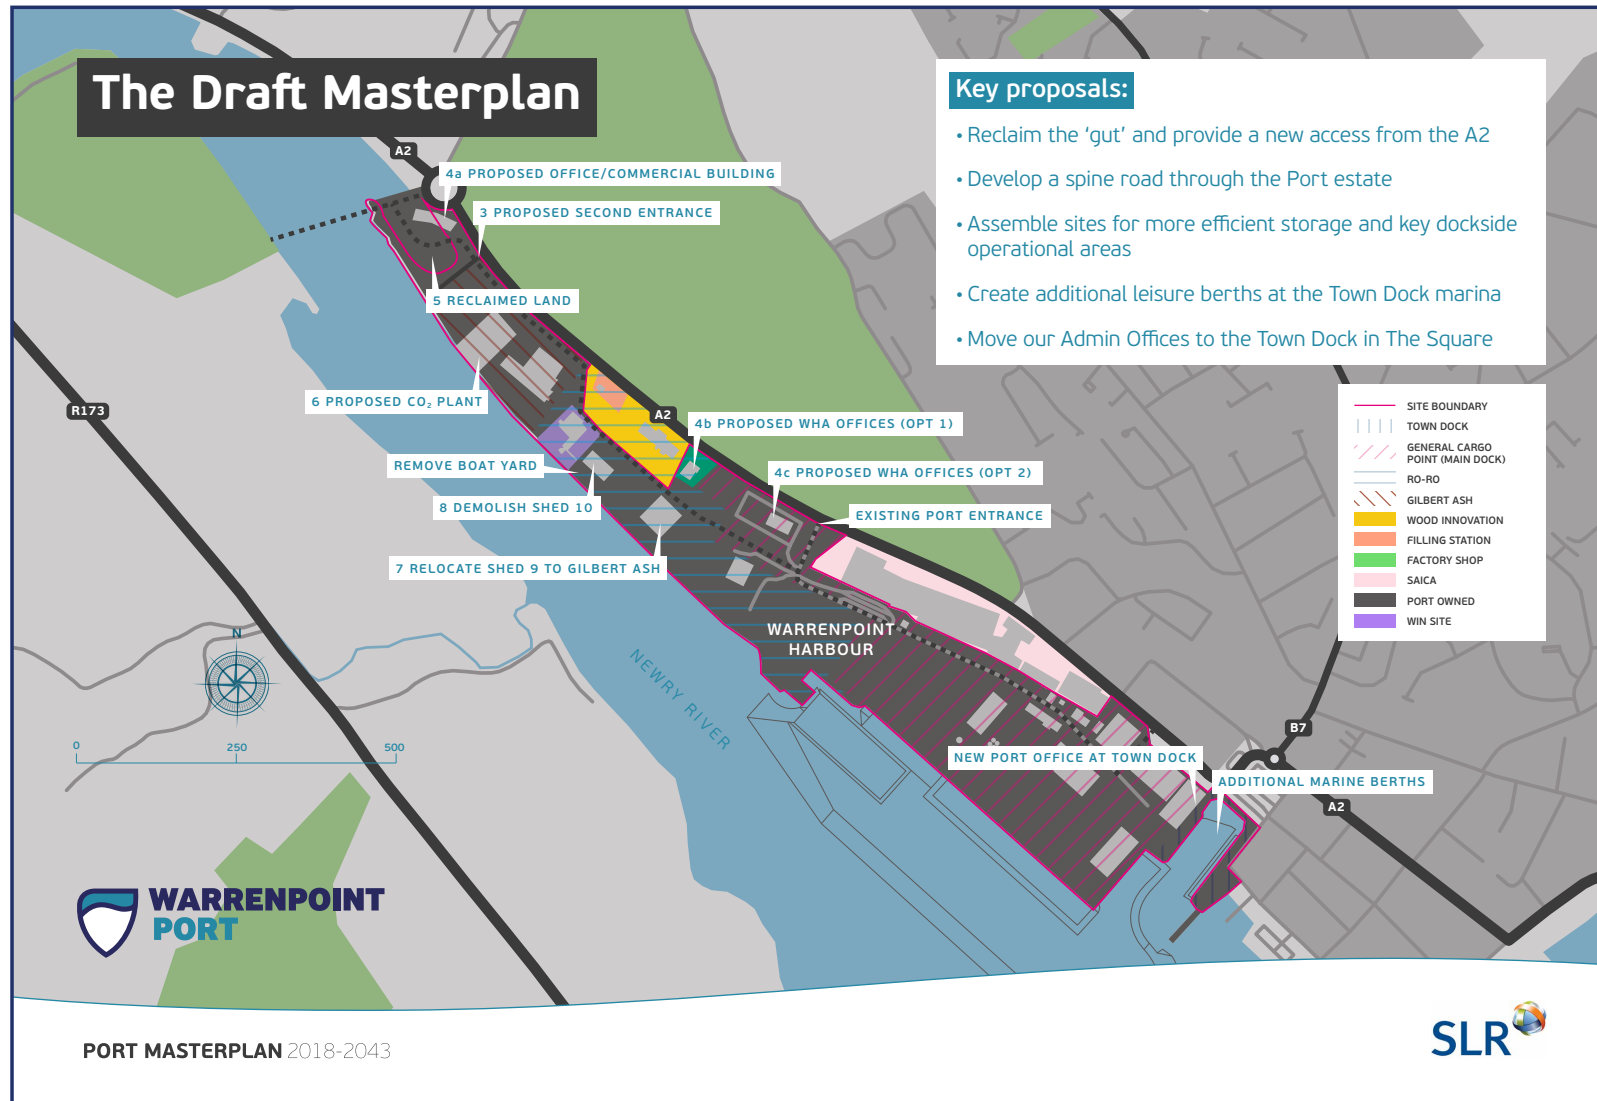 The Draft Masterplan
Key proposals:
• Reclaim the ‘gut’ and provide a new access from the A2
• Develop a spine road through the Port estate
• Assemble sites for more efficient storage and key dockside
operational areas
• Create additional leisure berths at the Town Dock marina
• Move our Admin Offices to the Town Dock in The Square
A2
4a PROPOSED OFFICE/COMMERCIAL BUILDING
3 PROPOSED SECOND ENTRANCE
5 RECLAIMED LAND
6 PROPOSED CO₂ PLANT
R173
A2
4b PROPOSED WHA OFFICES (OPT 1)
REMOVE BOAT YARD
4c PROPOSED WHA OFFICES (OPT 2)
8 DEMOLISH SHED 10
EXISTING PORT ENTRANCE
7 RELOCATE SHED 9 TO GILBERT ASH
SITE BOUNDARY
TOWN DOCK
GENERAL CARGO
POINT (MAIN DOCK)
RO-RO
GILBERT ASH
WOOD INNOVATION
FILLING STATION
FACTORY SHOP
SAICA
PORT OWNED
WIN SITE
WARRENPOINT
HARBOUR
NEWRY RIVER
N
0 250 500
B7
NEW PORT OFFICE AT TOWN DOCK
ADDITIONAL MARINE BERTHS
A2
WARRENPOINT
PORT
PORT MASTERPLAN 2018-2043
SLR